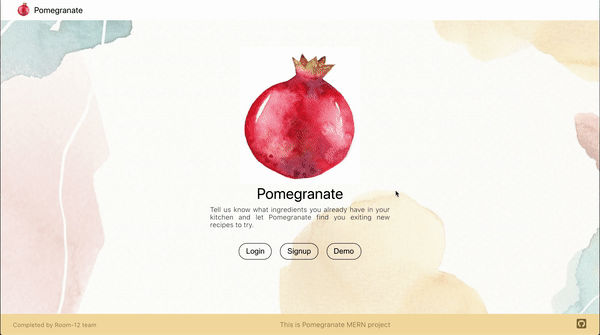 Pomegranate
Pomegranate
Tell us know what ingredients you already have in your
kitchen and let Pomegranate find you exiting new
recipes to try.
Login Signup Demo
Completed by Room-12 team This is Pomegranate MERN project